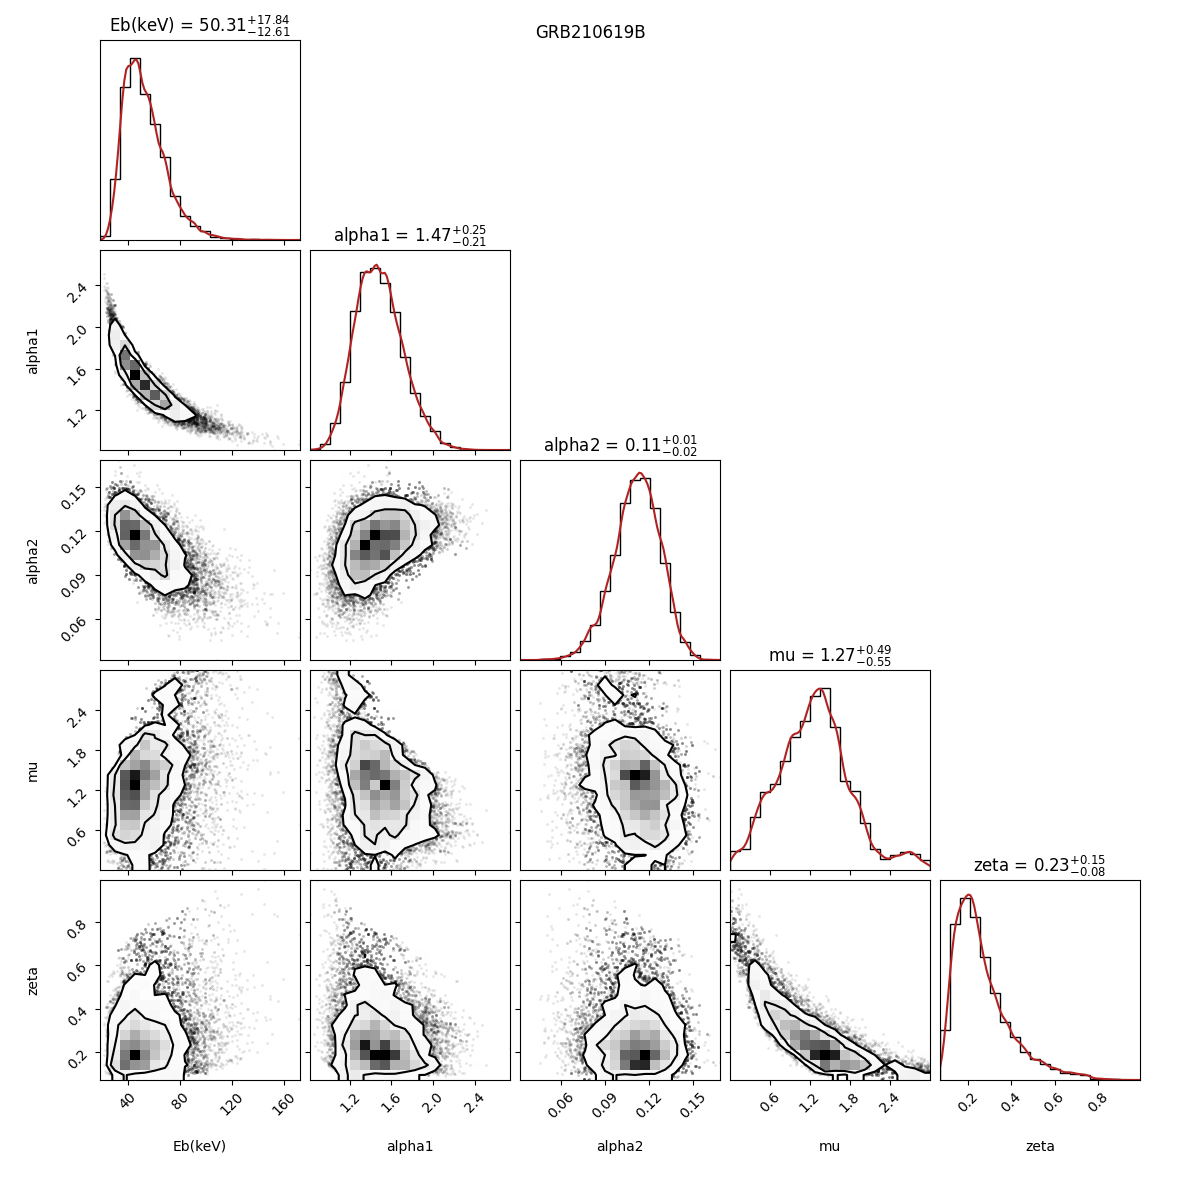 GRB210619B
Eb(keV) = 50.31+17.84−12.61
alpha1 = 1.47+0.25−0.21
2.4
2.0
1.6
1.2
alpha1
alpha2 = 0.11+0.01−0.02
0.15
0.12
0.09
0.06
alpha2
mu = 1.27+0.49−0.55
2.4
1.8
1.2
0.6
mu
zeta = 0.23+0.15−0.08
0.8
0.6
0.4
0.2
zeta
40 80 120 160
1.2 1.6 2.0 2.4
0.06 0.09 0.12 0.15
0.6 1.2 1.8 2.4
0.2 0.4 0.6 0.8
Eb(keV) alpha1 alpha2 mu zeta